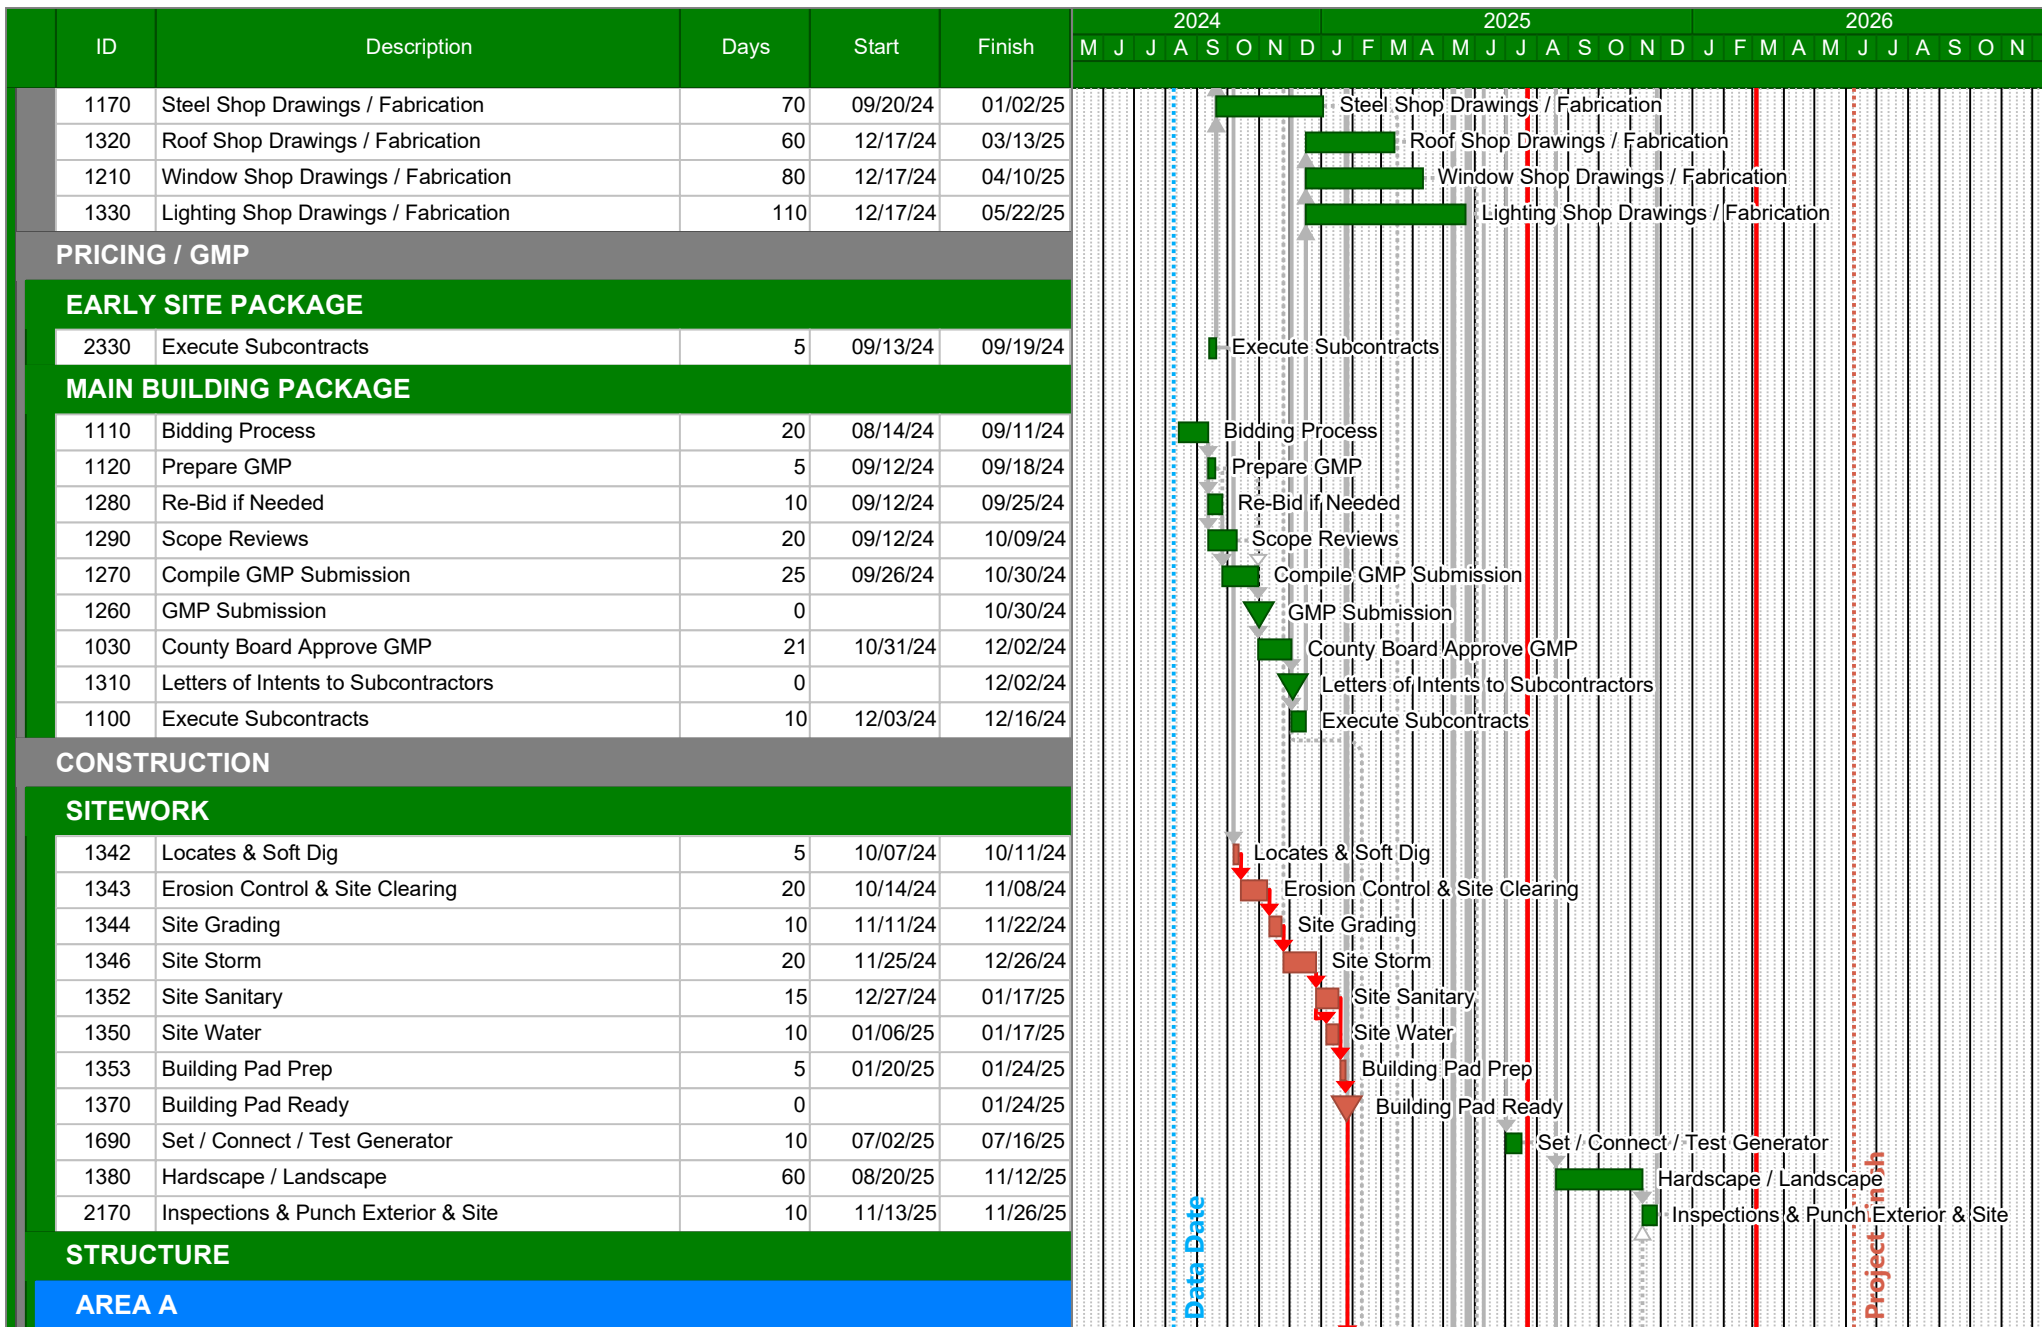 2024 2025 2026
ID Description Days Start Finish M J J A S O N D J F M A M J J A S O N D J F M A M J J A S O N
1170 Steel Shop Drawings / Fabrication 70 09/20/24 01/02/25 Steel Shop Drawings / Fabrication
1320 Roof Shop Drawings / Fabrication 60 12/17/24 03/13/25 Roof Shop Drawings / Fabrication
1210 Window Shop Drawings / Fabrication 80 12/17/24 04/10/25 Window Shop Drawings / Fabrication
1330 Lighting Shop Drawings / Fabrication 110 12/17/24 05/22/25 Lighting Shop Drawings / Fabrication
PRICING / GMP
EARLY SITE PACKAGE
2330 Execute Subcontracts 5 09/13/24 09/19/24 Execute Subcontracts
MAIN BUILDING PACKAGE
1110 Bidding Process 20 08/14/24 09/11/24 Bidding Process
1120 Prepare GMP 5 09/12/24 09/18/24 Prepare GMP
1280 Re-Bid if Needed 10 09/12/24 09/25/24 Re-Bid if Needed
1290 Scope Reviews 20 09/12/24 10/09/24 Scope Reviews
1270 Compile GMP Submission 25 09/26/24 10/30/24 Compile GMP Submission
1260 GMP Submission 0 10/30/24 GMP Submission
1030 County Board Approve GMP 21 10/31/24 12/02/24 County Board Approve GMP
1310 Letters of Intents to Subcontractors 0 12/02/24 Letters of Intents to Subcontractors
1100 Execute Subcontracts 10 12/03/24 12/16/24 Execute Subcontracts
CONSTRUCTION
SITEWORK
1342 Locates & Soft Dig 5 10/07/24 10/11/24 Locates & Soft Dig
1343 Erosion Control & Site Clearing 20 10/14/24 11/08/24 Erosion Control & Site Clearing
1344 Site Grading 10 11/11/24 11/22/24 Site Grading
1346 Site Storm 20 11/25/24 12/26/24 Site Storm
1352 Site Sanitary 15 12/27/24 01/17/25 Site Sanitary
1350 Site Water 10 01/06/25 01/17/25 Site Water
1353 Building Pad Prep 5 01/20/25 01/24/25 Building Pad Prep
1370 Building Pad Ready 0 01/24/25 Building Pad Ready
1690 Set / Connect / Test Generator 10 07/02/25 07/16/25 Set / Connect / Test Generator
1380 Hardscape / Landscape 60 08/20/25 11/12/25 Hardscape / Landscape
2170 Inspections & Punch Exterior & Site 10 11/13/25 11/26/25 Inspections & Punch Exterior & Site
STRUCTURE
AREA A
Data Date
Project Finish